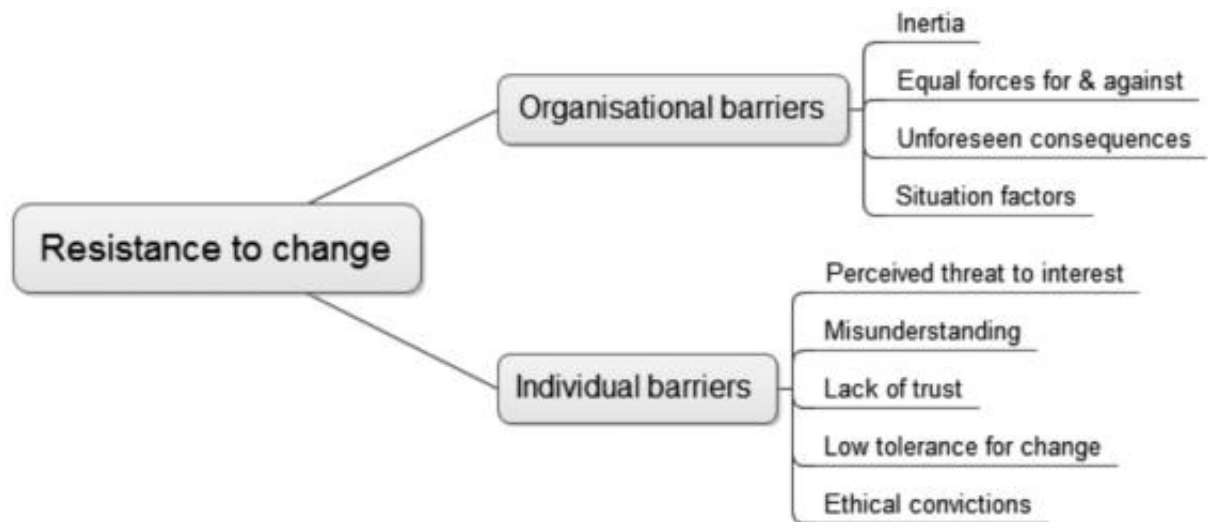 Resistance to change
Organisational barriers
Inertia
Equal forces for & against
Unforeseen consequences
Situation factors
Individual barriers
Perceived threat to interest
Misunderstanding
Lack of trust
Low tolerance for change
Ethical convictions